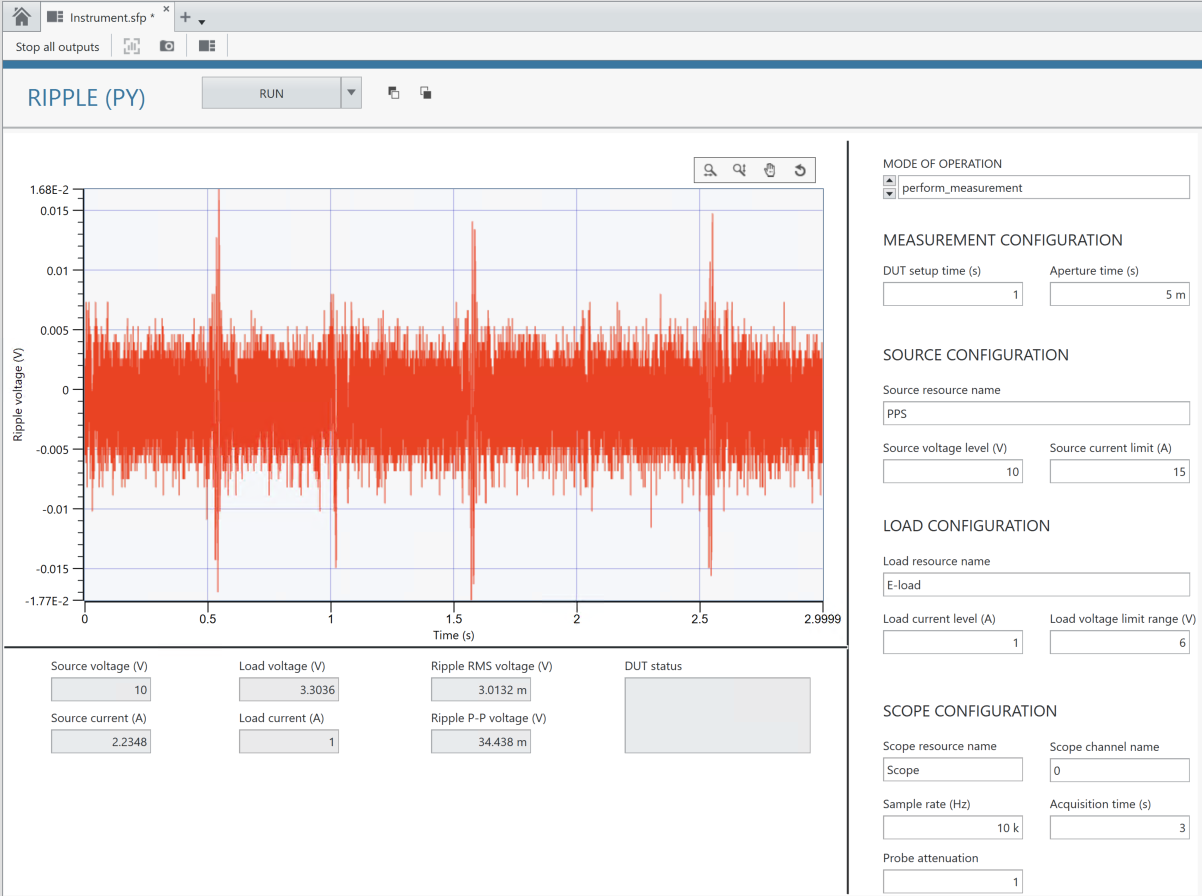 Instrument.sfp *
Stop all outputs
RIPPLE (PY)
RUN
1.68E-2
0.015
0.01
0.005
0
-0.005
-0.01
-0.015
-1.77E-2
Ripple voltage (V)
0 0.5 1 1.5 2 2.5 2.9999
Time (s)
Source voltage (V) Load voltage (V) Ripple RMS voltage (V) DUT status
10 3.3036 3.0132 m
Source current (A) Load current (A) Ripple P-P voltage (V)
2.2348 1 34.438 m
MODE OF OPERATION
perform_measurement
MEASUREMENT CONFIGURATION
DUT setup time (s) Aperture time (s)
1 5 m
SOURCE CONFIGURATION
Source resource name
PPS
Source voltage level (V) Source current limit (A)
10 15
LOAD CONFIGURATION
Load resource name
E-load
Load current level (A) Load voltage limit range (V)
1 6
SCOPE CONFIGURATION
Scope resource name Scope channel name
Scope 0
Sample rate (Hz) Acquisition time (s)
10 k 3
Probe attenuation
1